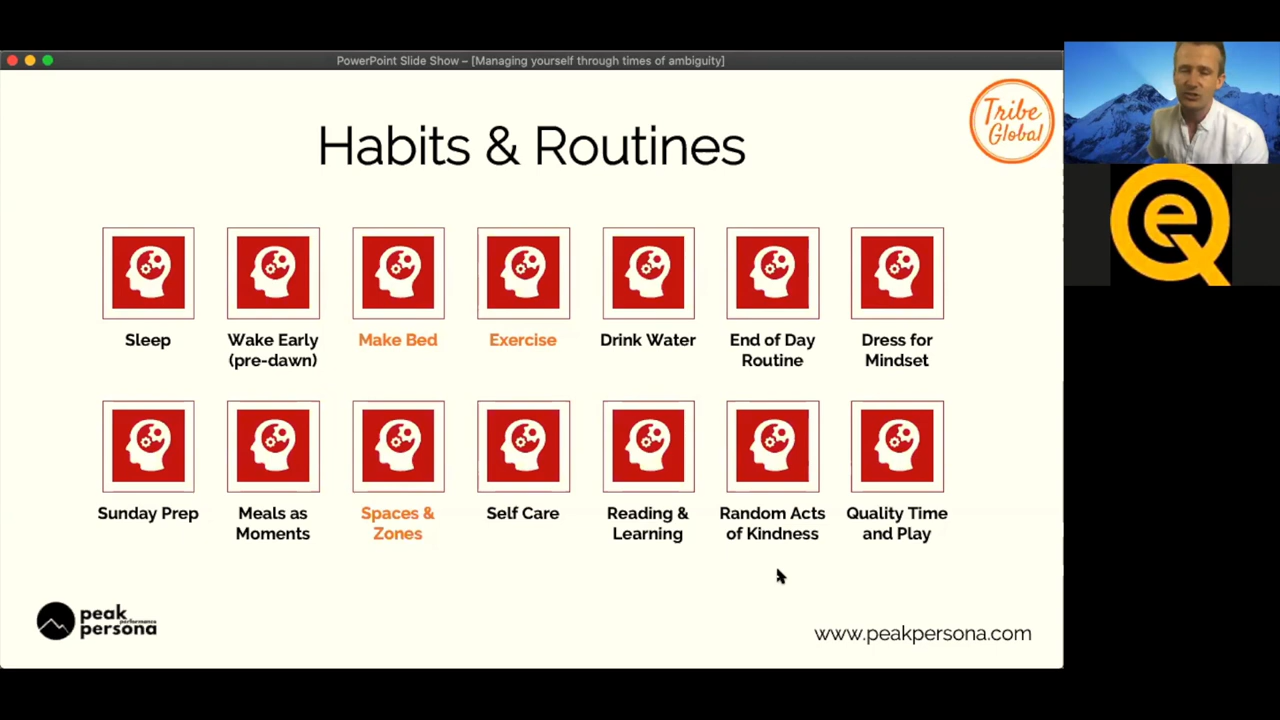 PowerPoint Slide Show – [Managing yourself through times of ambiguity]
Tribe
Global
Habits & Routines
Sleep
Wake Early
(pre-dawn)
Make Bed
Exercise
Drink Water
End of Day
Routine
Dress for
Mindset
Sunday Prep
Meals as
Moments
Spaces &
Zones
Self Care
Reading &
Learning
Random Acts
of Kindness
Quality Time
and Play
peak
performance
persona
www.peakpersona.com
eQ